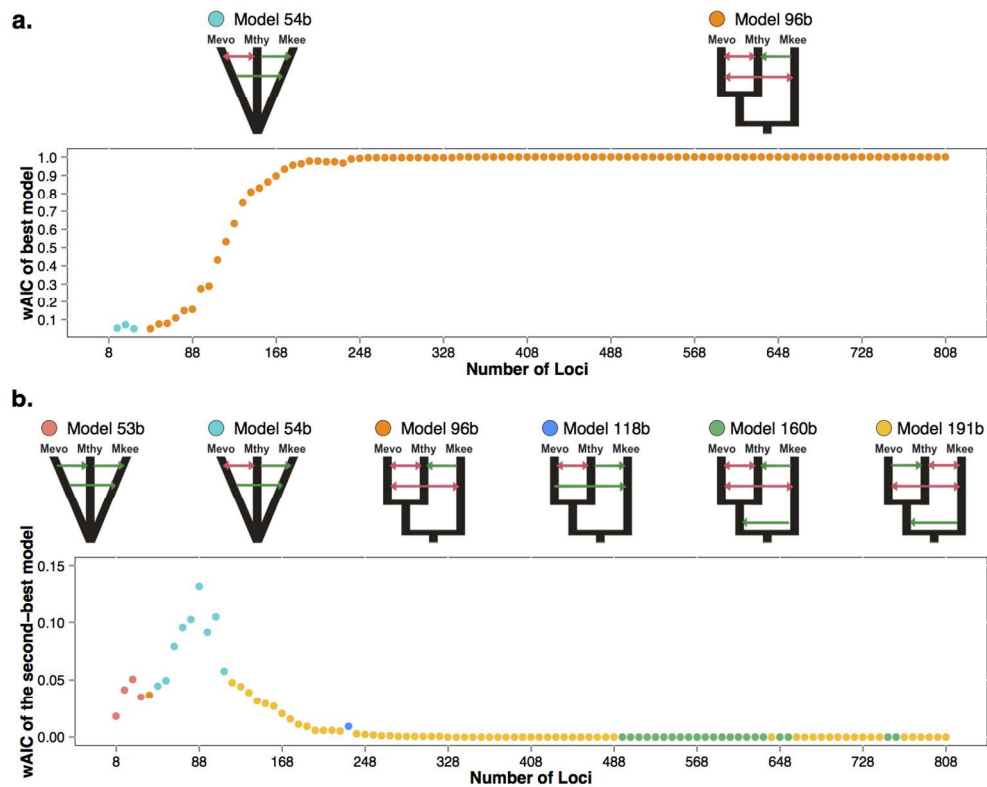 a.
Model 54b
Model 96b
Mevo Mthy Mkee
Mevo Mthy Mkee
wAIC of best model
1.0
0.9
0.8
0.7
0.6
0.5
0.4
0.3
0.2
0.1
8 88 168 248 328 408 488 568 648 728 808
Number of Loci
b.
Model 53b
Model 54b
Model 96b
Model 118b
Model 160b
Model 191b
Mevo Mthy Mkee
Mevo Mthy Mkee
Mevo Mthy Mkee
Mevo Mthy Mkee
Mevo Mthy Mkee
Mevo Mthy Mkee
wAIC of the second–best model
0.15
0.10
0.05
0.00
8 88 168 248 328 408 488 568 648 728 808
Number of Loci